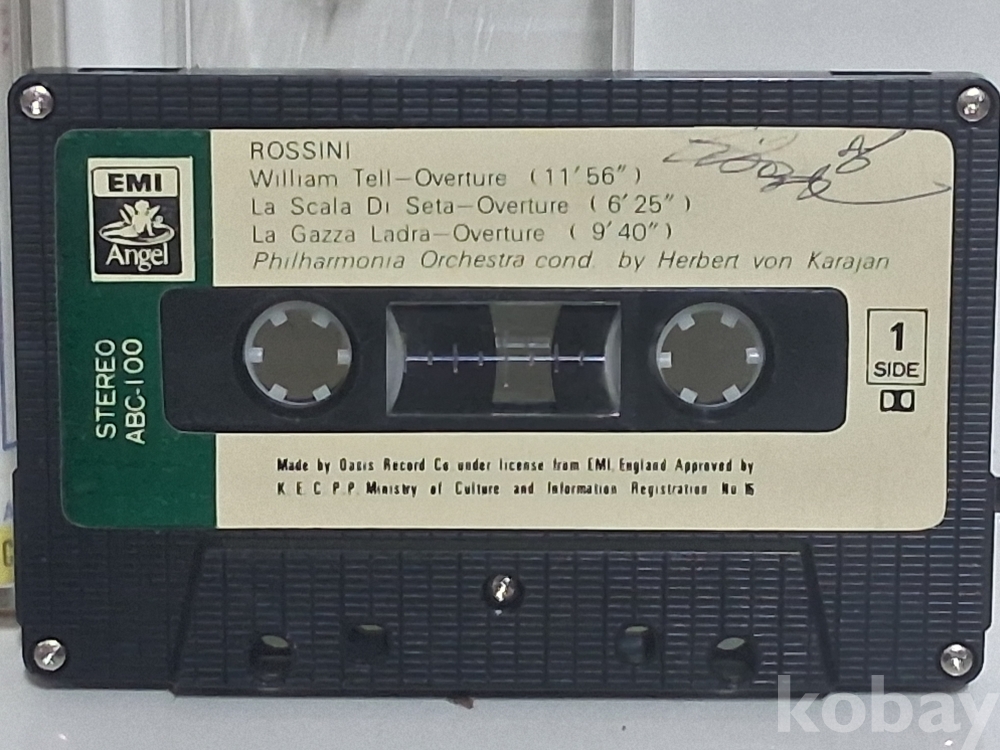 ROSSINI
William Tell—Overture (11'56")
La Scala Di Seta—Overture (6'25")
La Gazza Ladra—Overture (9'40")
Philharmonia Orchestra cond. by Herbert von Karajan
EMI
Angel
STEREO
ABC-100
1
SIDE
Made by Oasis Record Co under license from EMI, England Approved by
K.E.C.P.P. Ministry of Culture and Information Registration No 16
kobay